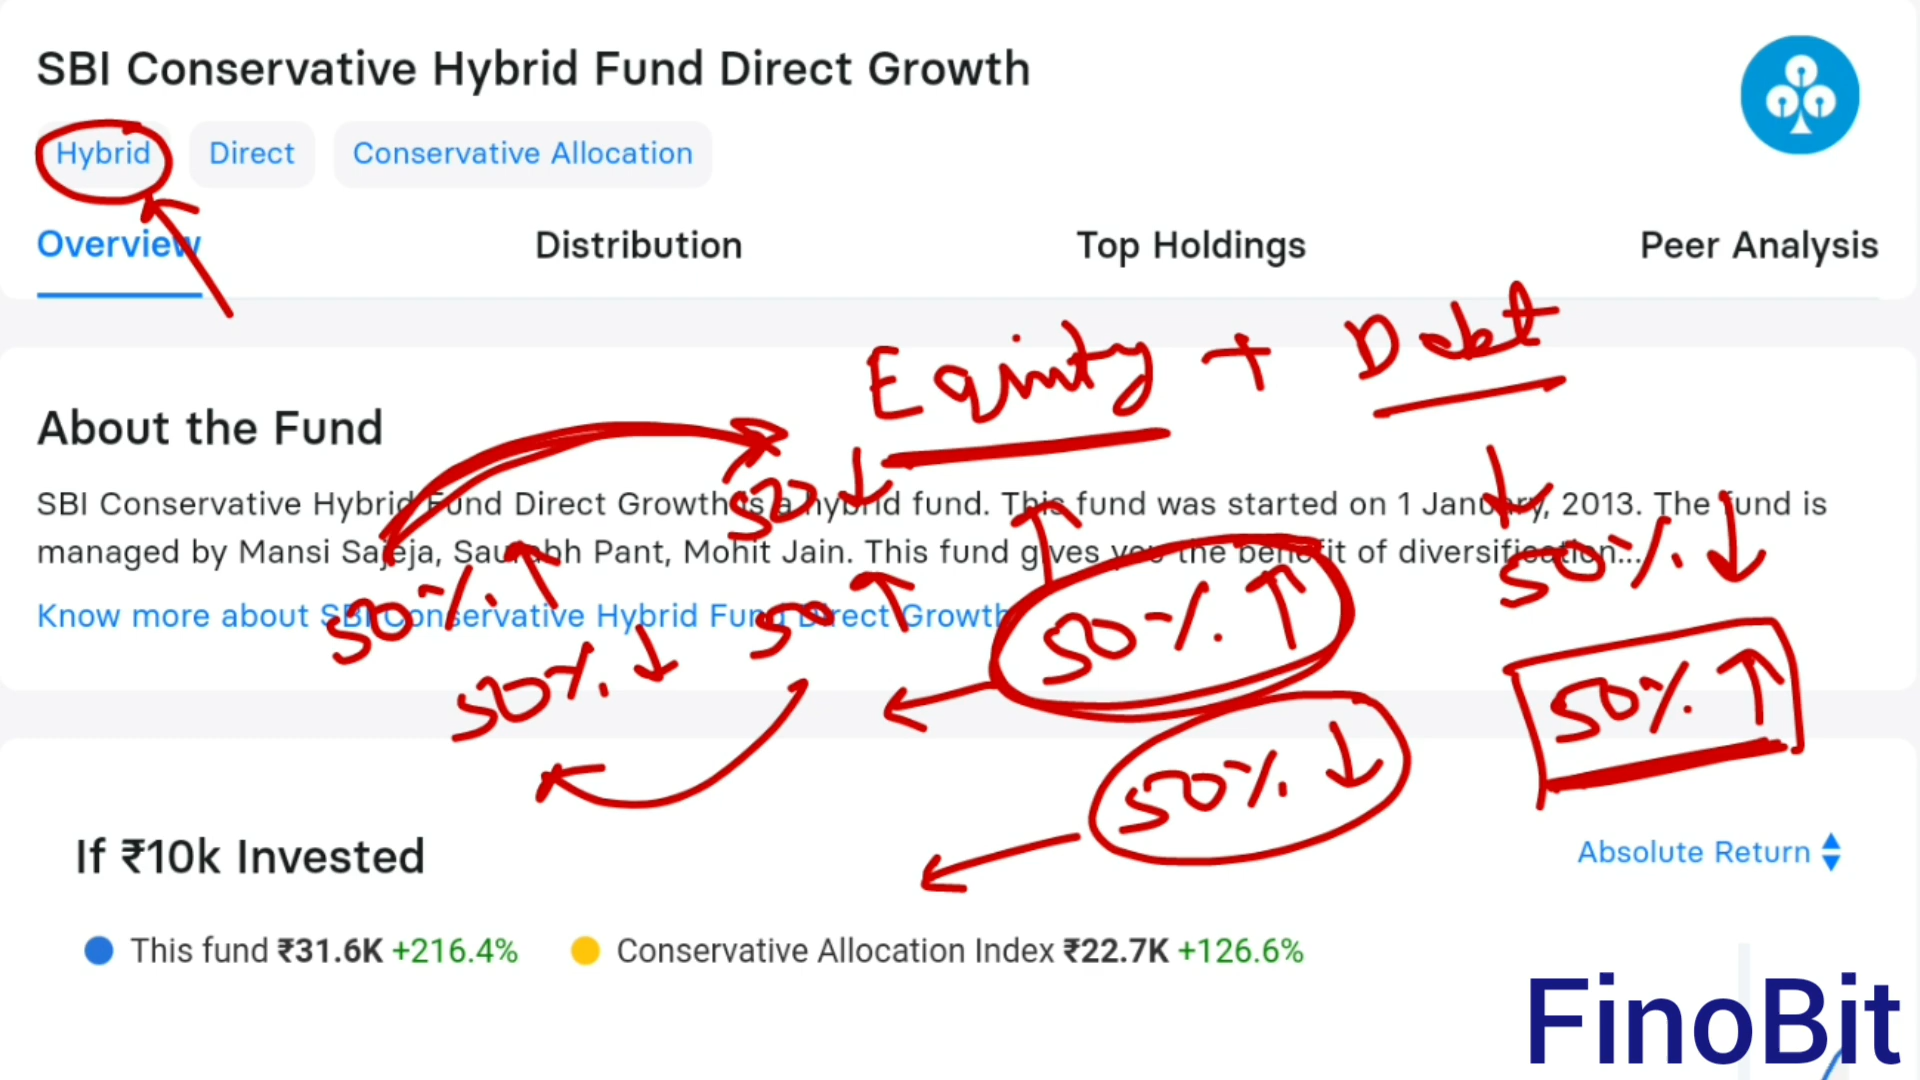 SBI Conservative Hybrid Fund Direct Growth
Hybrid Direct Conservative Allocation
Overview Distribution Top Holdings Peer Analysis
Equity + Debt
About the Fund
SBI Conservative Hybrid Fund Direct Growth is a hybrid fund. This fund was started on 1 January, 2013. The fund is
managed by Mansi Sajeja, Saurabh Pant, Mohit Jain. This fund gives you the benefit of diversification...
Know more about SBI Conservative Hybrid Fund Direct Growth
50 ↓
50% ↓
50% ↑
50 ↑
50% ↑
50% ↓
50% ↑
50% ↓
If ₹10k Invested
Absolute Return
This fund ₹31.6K +216.4% Conservative Allocation Index ₹22.7K +126.6%
FinoBit